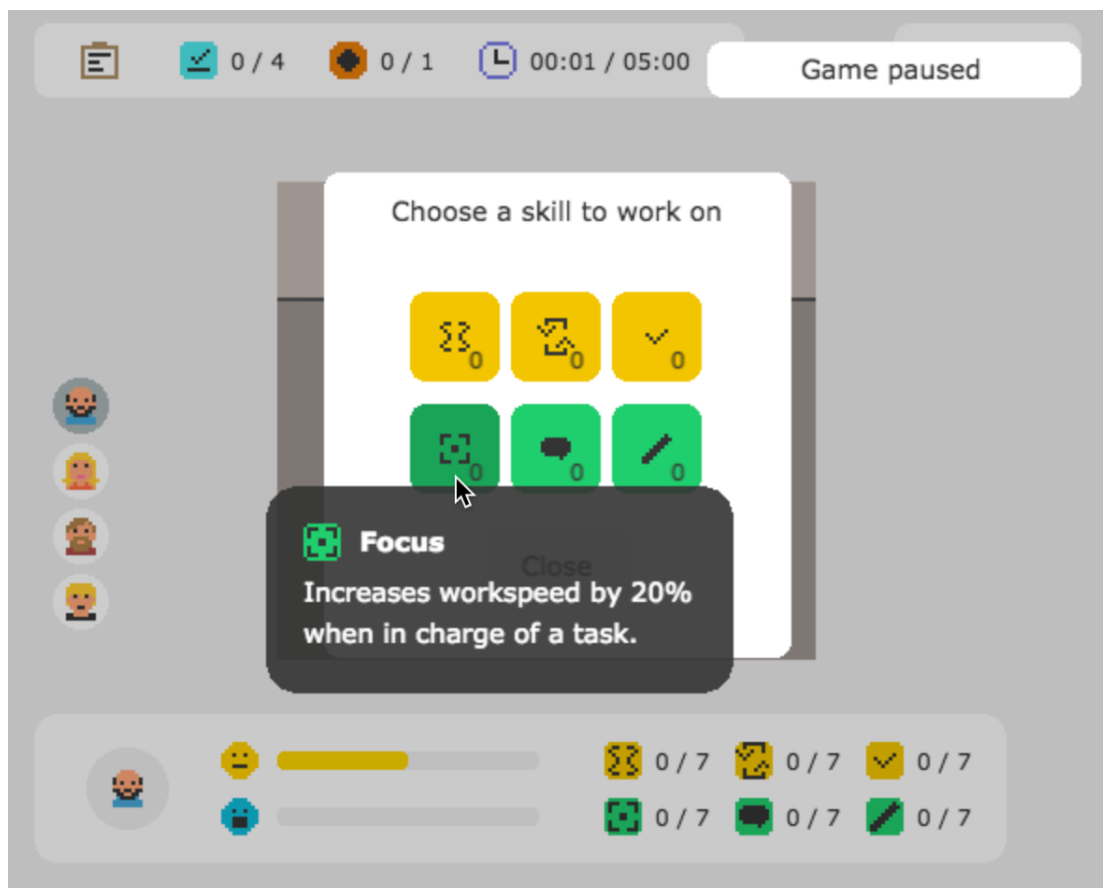 0 / 4
0 / 1
00:01 / 05:00
Game paused
Choose a skill to work on
0
0
0
0
0
0
Focus
Close
Increases workspeed by 20%
when in charge of a task.
0 / 7
0 / 7
0 / 7
0 / 7
0 / 7
0 / 7